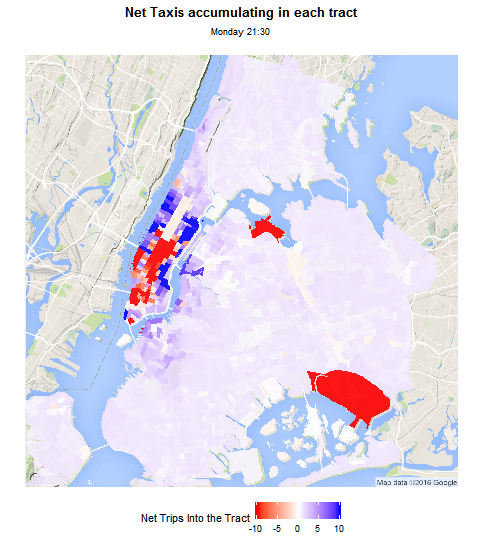 Net Taxis accumulating in each tract
Monday 21:30
Map data ©2016 Google
Net Trips Into the Tract
-10 -5 0 5 10